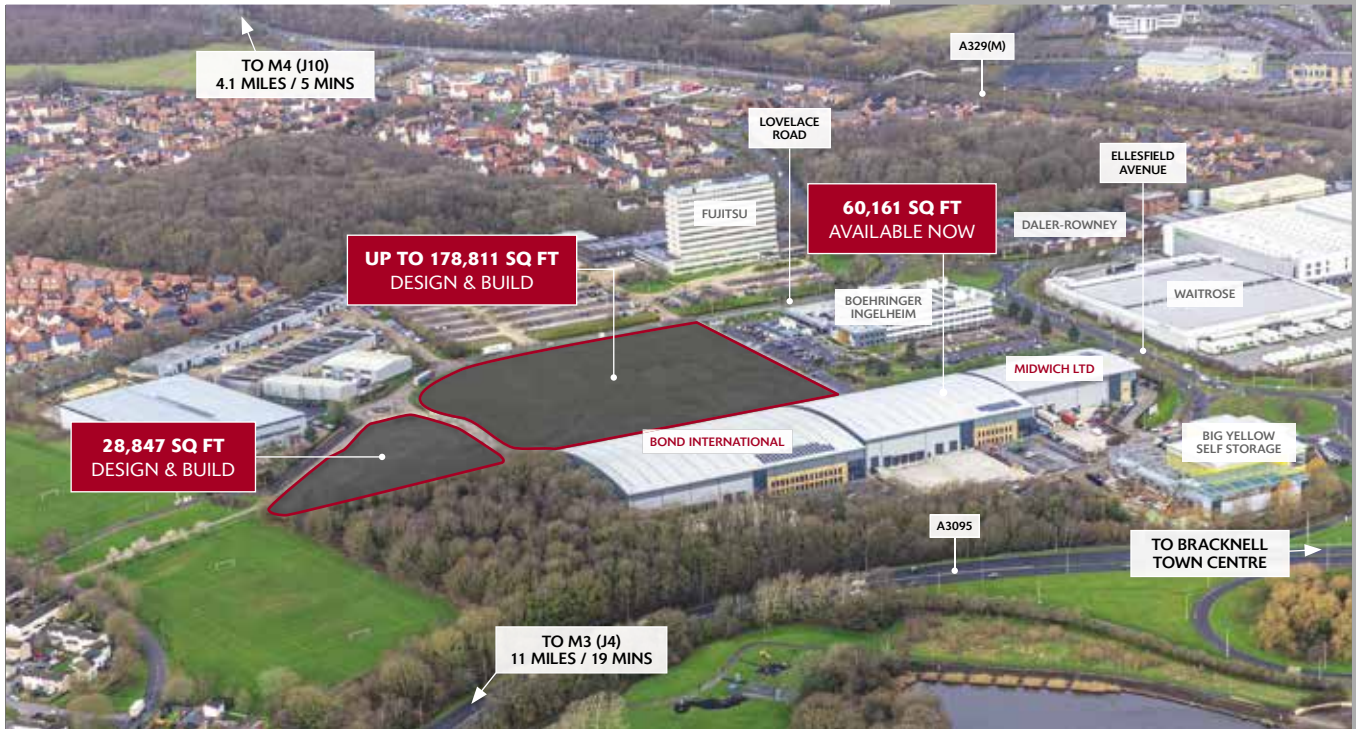 TO M4 (J10)
4.1 MILES / 5 MINS
A329(M)
LOVELACE
ROAD
ELLESFIELD
AVENUE
FUJITSU
60,161 SQ FT
AVAILABLE NOW
DALER-ROWNEY
UP TO 178,811 SQ FT
DESIGN & BUILD
BOEHRINGER
INGELHEIM
WAITROSE
MIDWICH LTD
28,847 SQ FT
DESIGN & BUILD
BOND INTERNATIONAL
BIG YELLOW
SELF STORAGE
A3095
TO BRACKNELL
TOWN CENTRE
TO M3 (J4)
11 MILES / 19 MINS